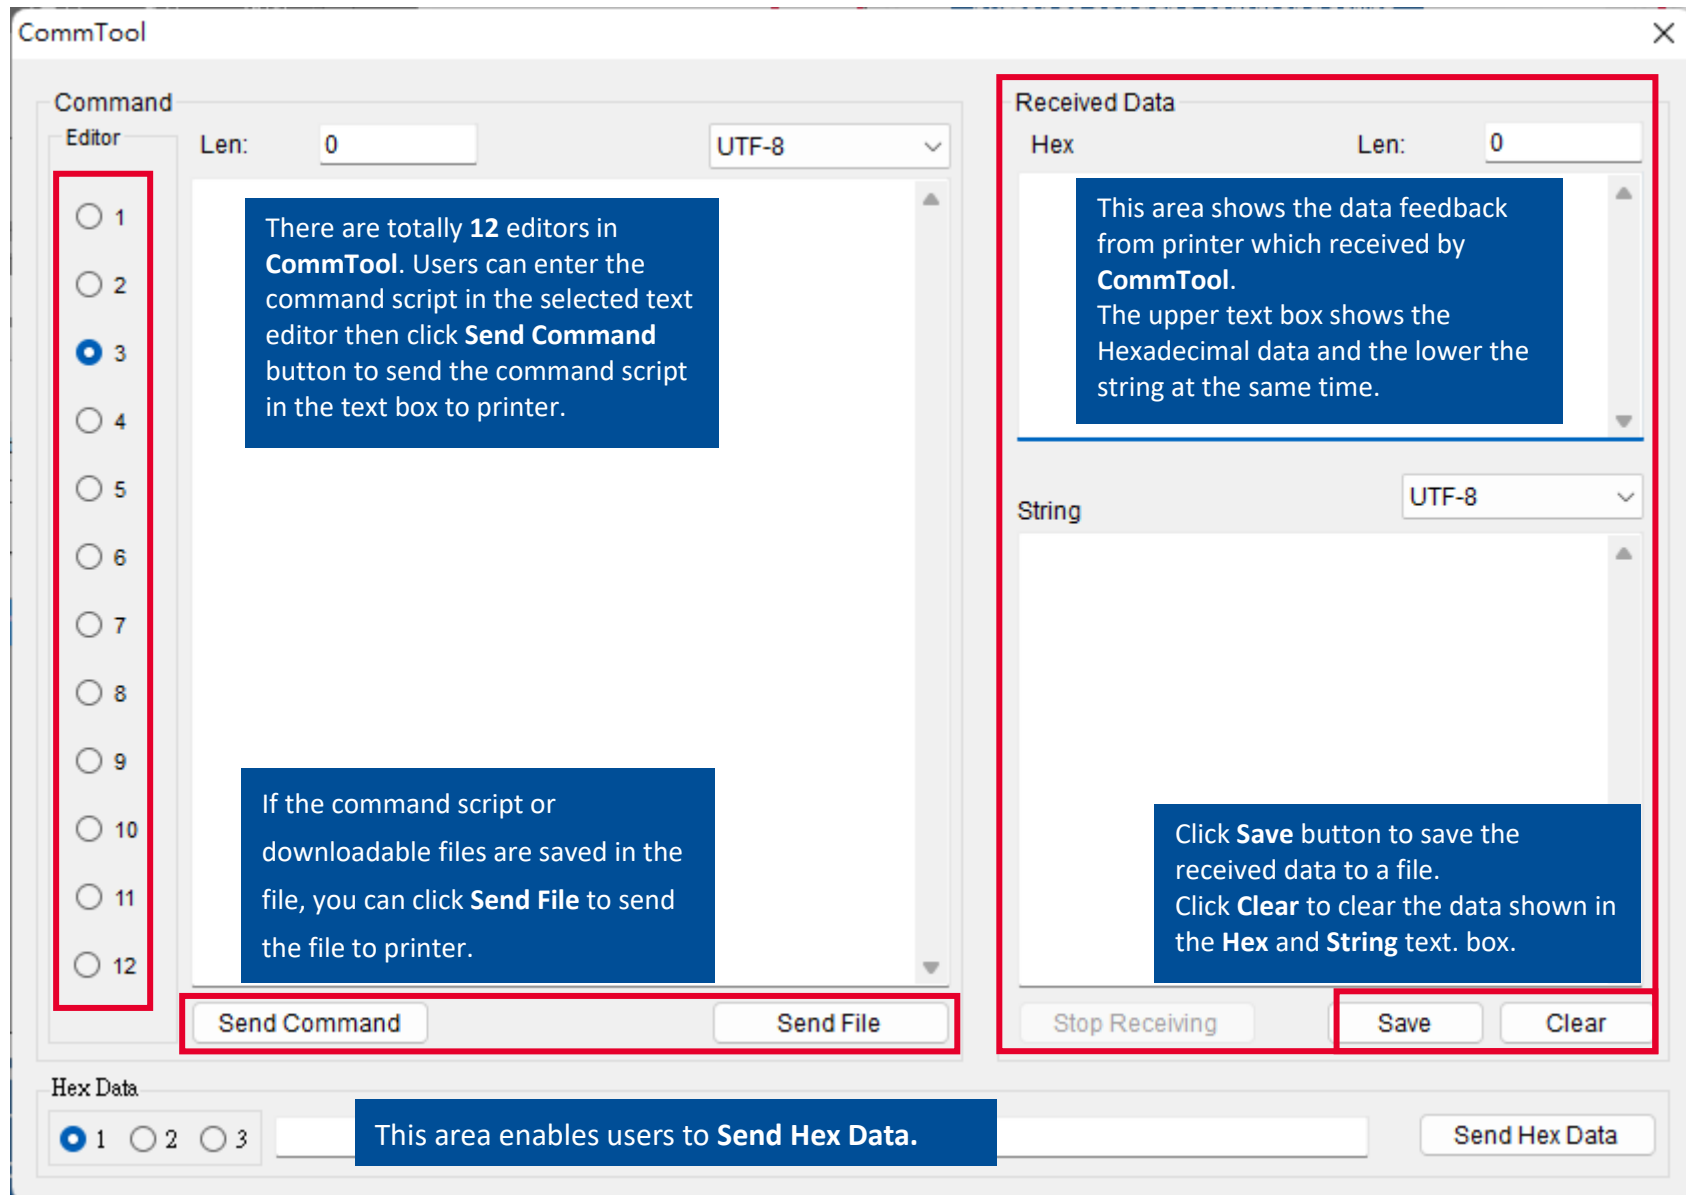 CommTool
Command
Editor
Len:
0
UTF-8
1
2
3
4
5
6
7
8
9
10
11
12
There are totally 12 editors in
CommTool. Users can enter the
command script in the selected text
editor then click Send Command
button to send the command script
in the text box to printer.
If the command script or
downloadable files are saved in the
file, you can click Send File to send
the file to printer.
Send Command
Send File
Received Data
Hex
Len:
0
This area shows the data feedback
from printer which received by
CommTool.
The upper text box shows the
Hexadecimal data and the lower the
string at the same time.
String
UTF-8
Click Save button to save the
received data to a file.
Click Clear to clear the data shown in
the Hex and String text. box.
Stop Receiving
Save
Clear
Hex Data
1 2 3
This area enables users to Send Hex Data.
Send Hex Data